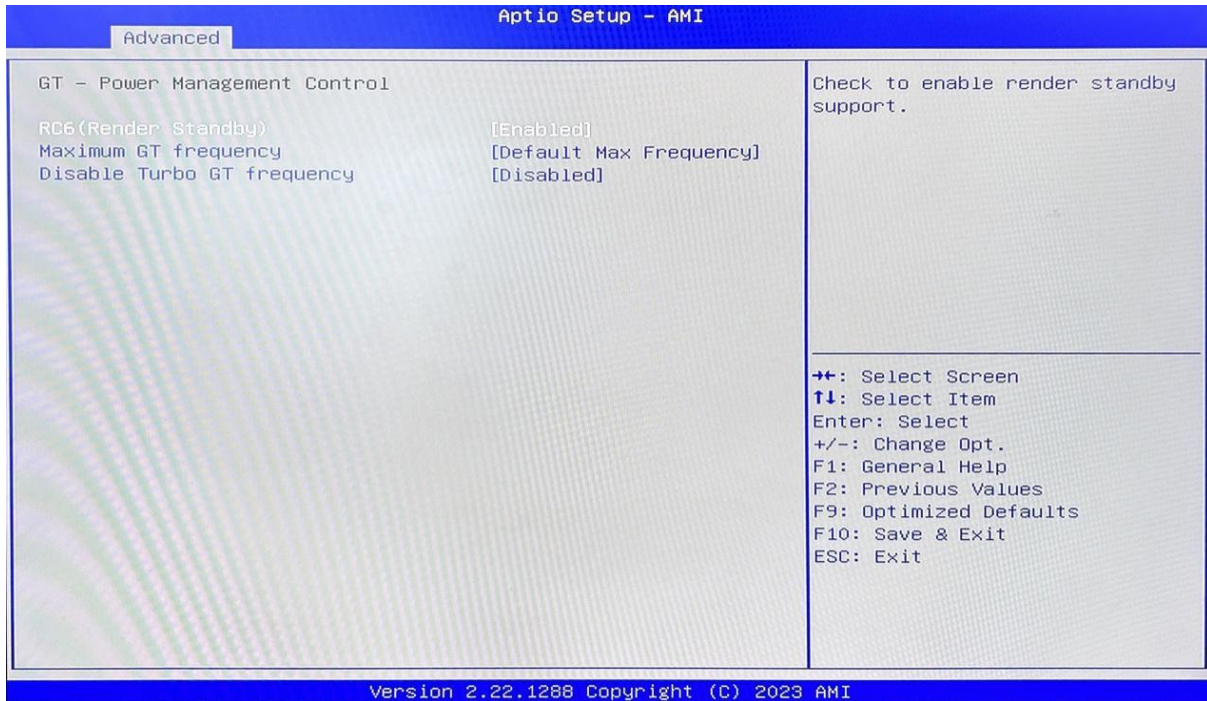 Aptio Setup – AMI
Advanced
GT – Power Management Control
RC6(Render Standby) [Enabled]
Maximum GT frequency [Default Max Frequency]
Disable Turbo GT frequency [Disabled]
Check to enable render standby
support.
→←: Select Screen
↑↓: Select Item
Enter: Select
+/-: Change Opt.
F1: General Help
F2: Previous Values
F9: Optimized Defaults
F10: Save & Exit
ESC: Exit
Version 2.22.1288 Copyright (C) 2023 AMI